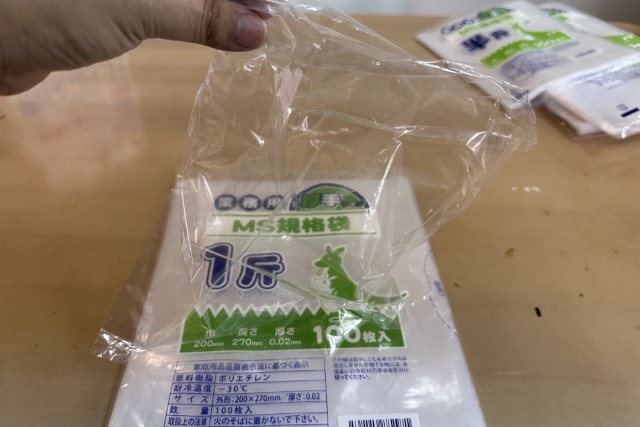 業務用 厚手
MS規格袋
1斤
巾 長さ 厚さ
200mm 270mm 0.02mm
100枚入
家庭用品品質表示法に基づく表示
原料樹脂 ポリエチレン
耐冷温度 −30℃
サイズ 外形:200×270mm/厚さ:0.02
数量 100枚入
取扱上の注意 火のそばに置かないで下さい。